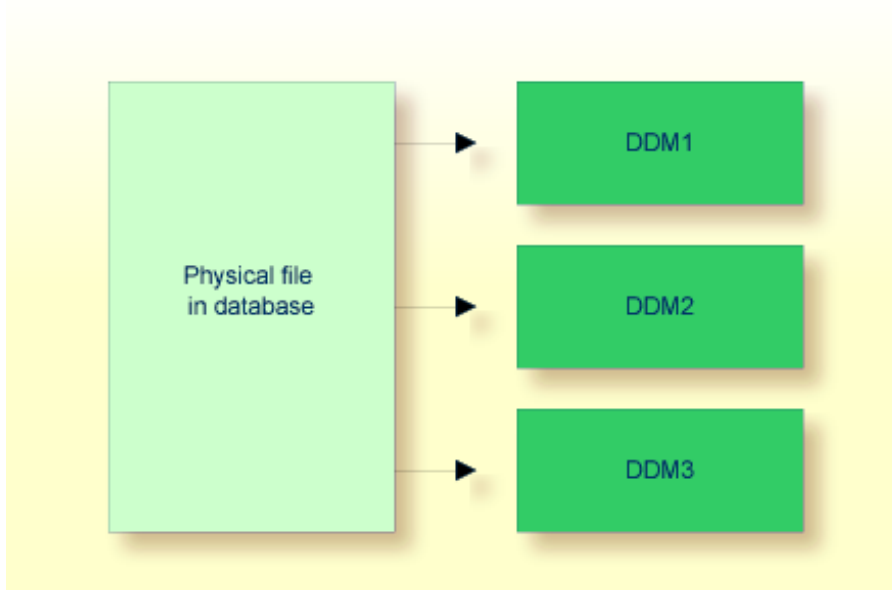 Physical file
in database
DDM1
DDM2
DDM3